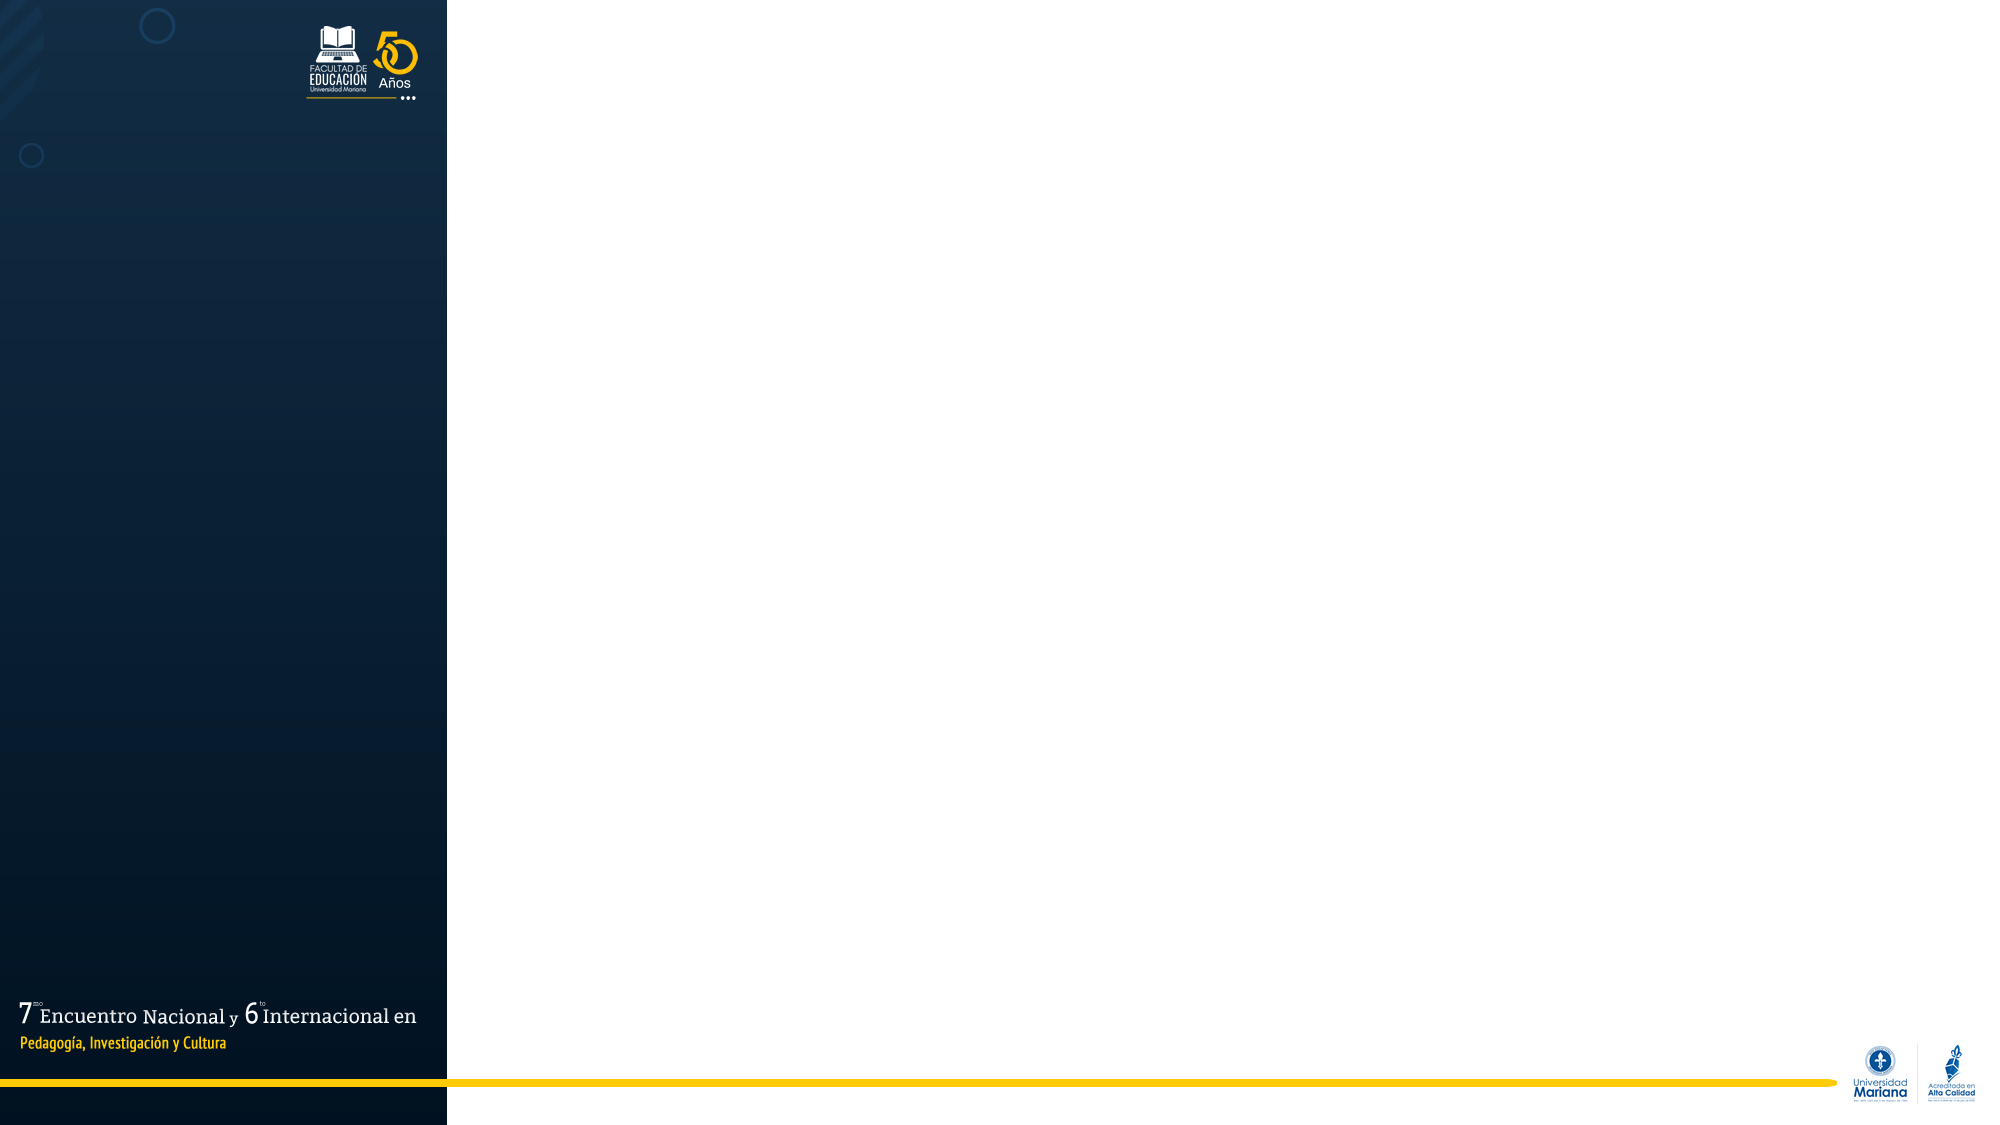 FACULTAD DE
EDUCACIÓN
Universidad Mariana
50
Años
7mo Encuentro Nacional y 6to Internacional en
Pedagogía, Investigación y Cultura
Universidad
Mariana
Acreditada en
Alta Calidad